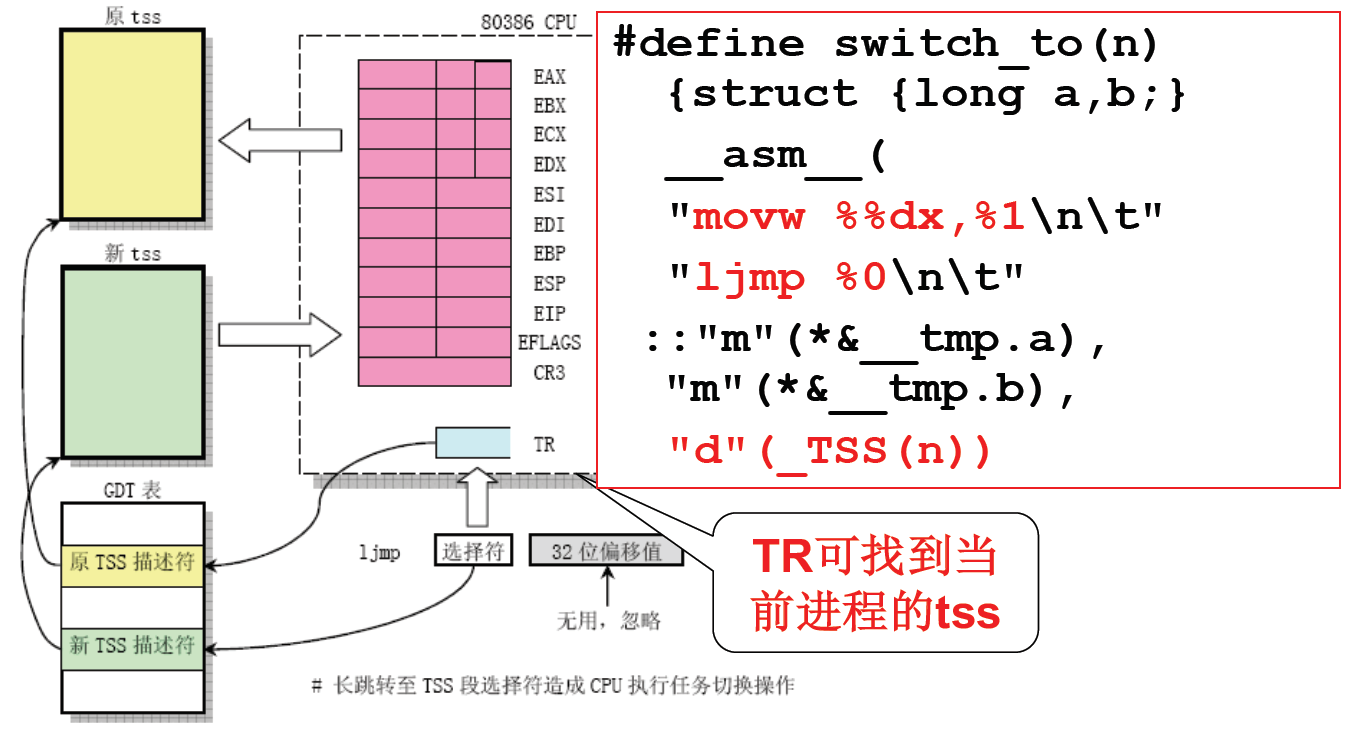 原 tss
80386 CPU
EAX
EBX
ECX
EDX
ESI
EDI
EBP
ESP
EIP
EFLAGS
CR3
TR
新 tss
GDT 表
原 TSS 描述符
新 TSS 描述符
ljmp
选择符
32 位偏移值
无用，忽略
# 长跳转至 TSS 段选择符造成 CPU 执行任务切换操作
#define switch_to(n)
{struct {long a,b;}
__asm__(
"movw %%dx,%1\n\t"
"ljmp %0\n\t"
::"m"(*&__tmp.a),
"m"(*&__tmp.b),
"d"(_TSS(n))
TR可找到当
前进程的tss